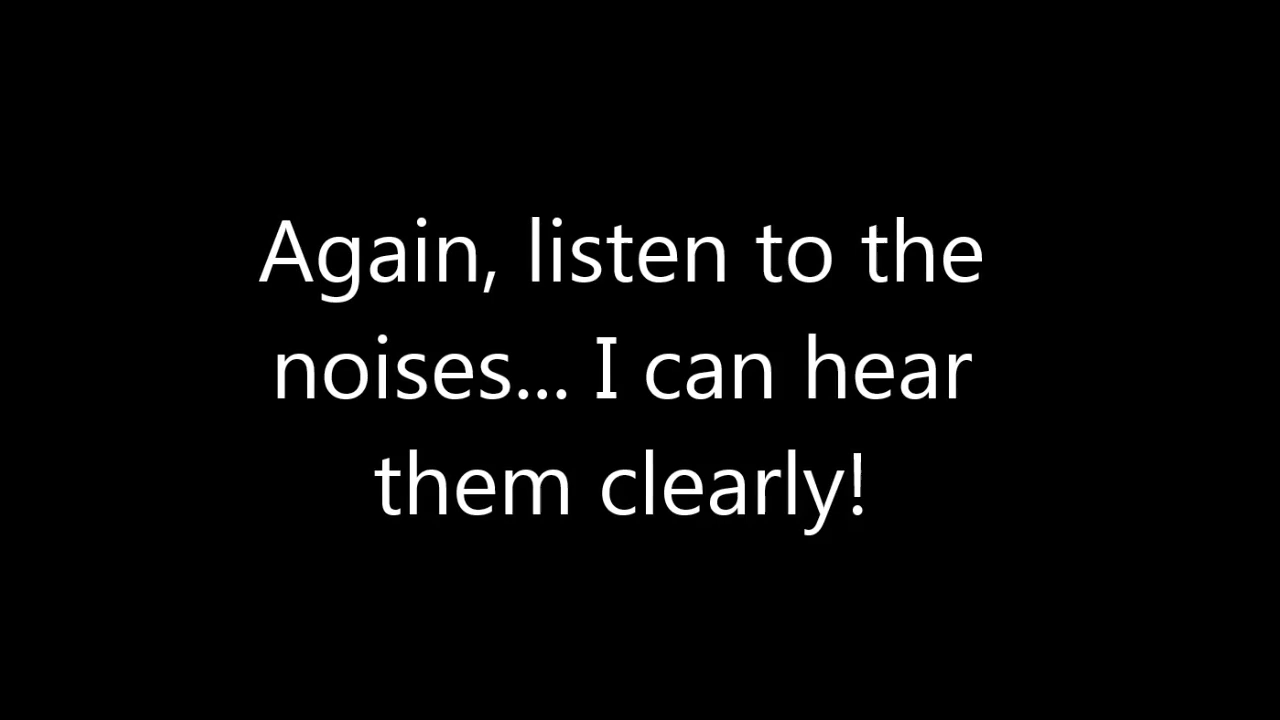 Again, listen to the
noises... I can hear
them clearly!